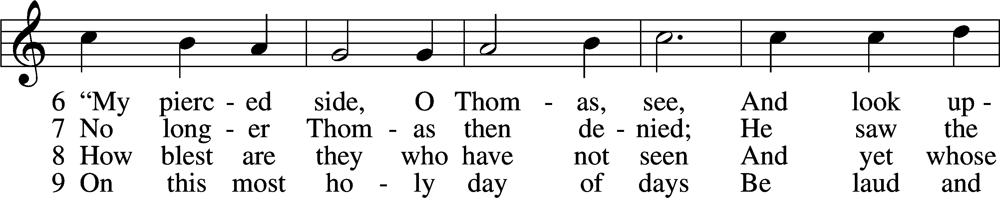 6 “My pierc - ed side, O Thom - as, see, And look up -
7 No long - er Thom - as then de - nied; He saw the
8 How blest are they who have not seen And yet whose
9 On this most ho - ly day of days Be laud and